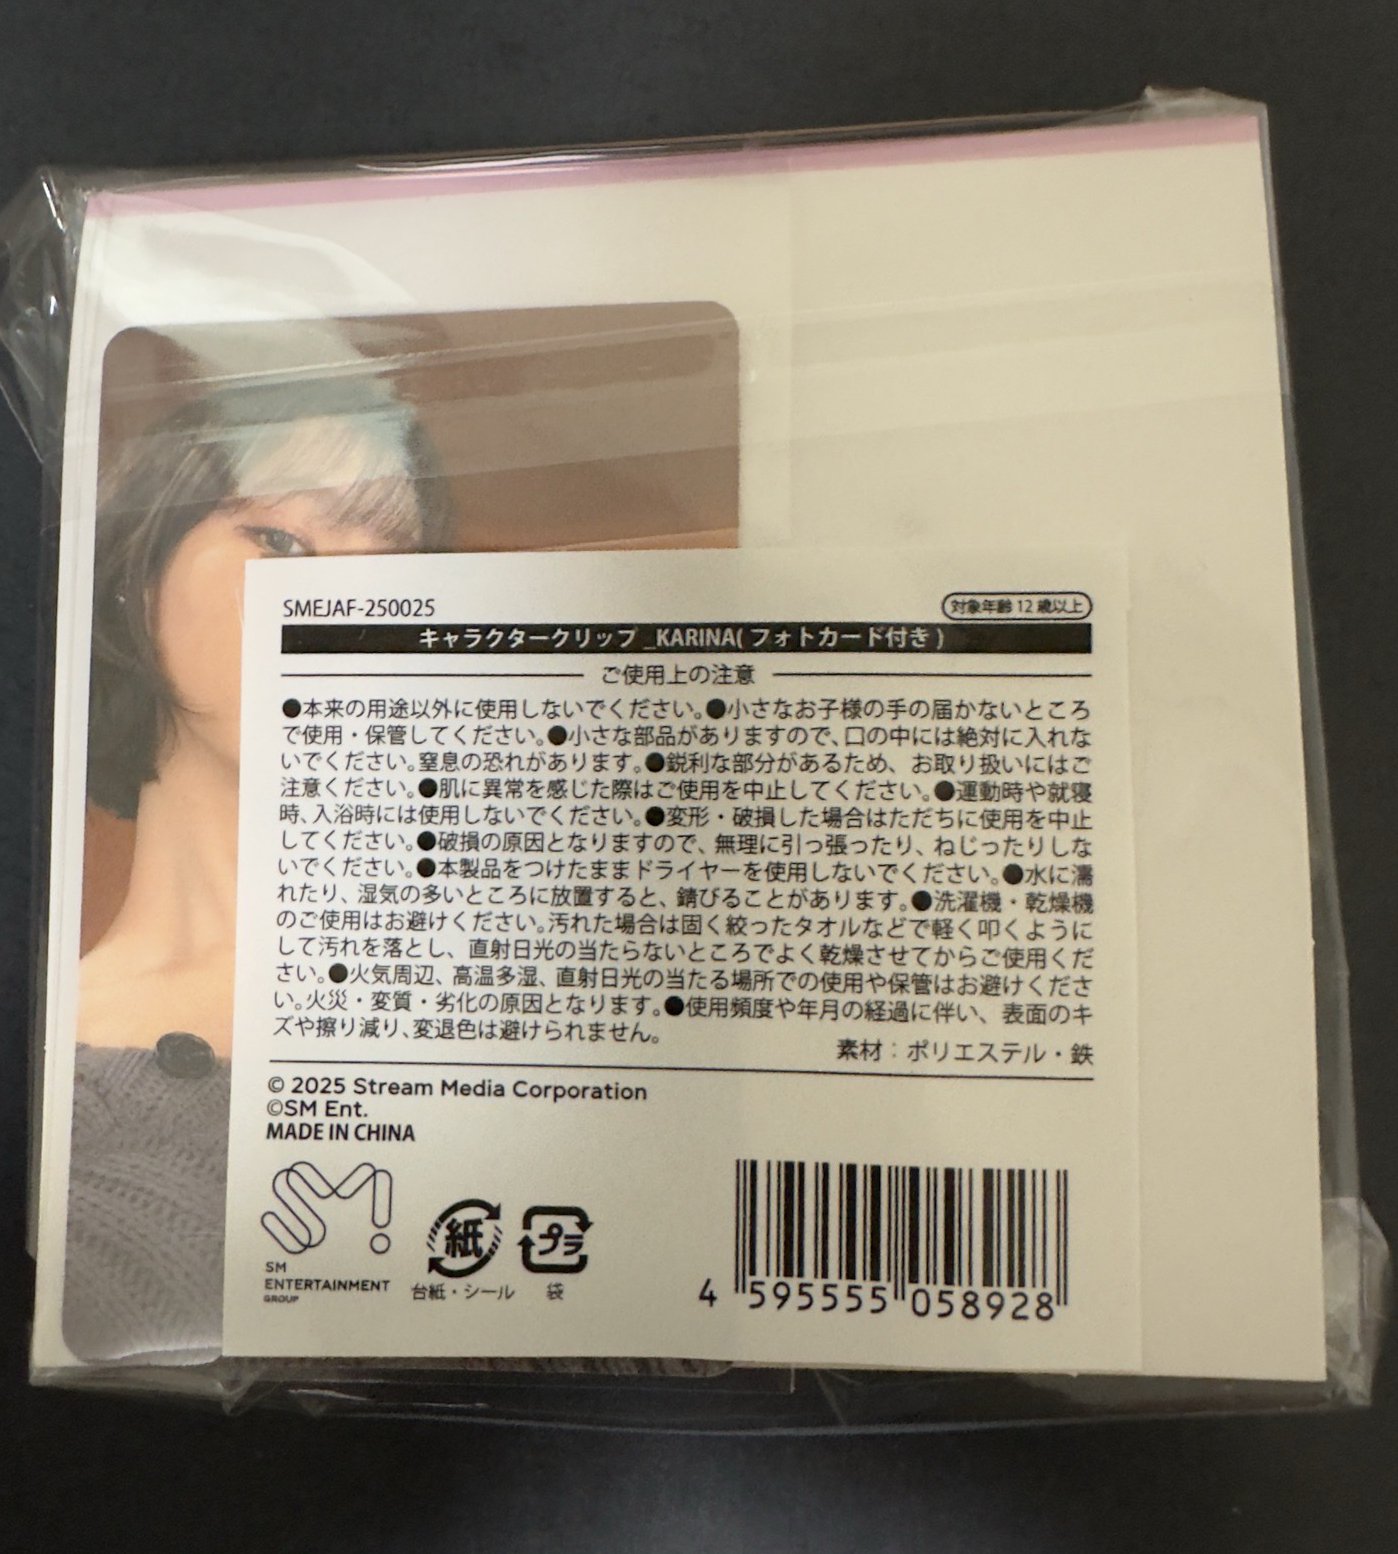 SMEJAF-250025
対象年齢 12 歳以上
キャラクタークリップ _KARINA( フォトカード付き )
ご使用上の注意
●本来の用途以外に使用しないでください。●小さなお子様の手の届かないところ
で使用・保管してください。●小さな部品がありますので、口の中には絶対に入れな
いでください。窒息の恐れがあります。●鋭利な部分があるため、お取り扱いにはご
注意ください。●肌に異常を感じた際はご使用を中止してください。●運動時や就寝
時、入浴時には使用しないでください。●変形・破損した場合はただちに使用を中止
してください。●破損の原因となりますので、無理に引っ張ったり、ねじったりしな
いでください。●本製品をつけたままドライヤーを使用しないでください。●水に濡
れたり、湿気の多いところに放置すると、錆びることがあります。●洗濯機・乾燥機
のご使用はお避けください。汚れた場合は固く絞ったタオルなどで軽く叩くように
して汚れを落とし、直射日光の当たらないところでよく乾燥させてからご使用くだ
さい。●火気周辺、高温多湿、直射日光の当たる場所での使用や保管はお避けくださ
い。火災・変質・劣化の原因となります。●使用頻度や年月の経過に伴い、表面のキ
ズや擦り減り、変退色は避けられません。
素材：ポリエステル・鉄
© 2025 Stream Media Corporation
©SM Ent.
MADE IN CHINA
SM
ENTERTAINMENT
GROUP
紙
台紙・シール
プラ
袋
4 595555 058928